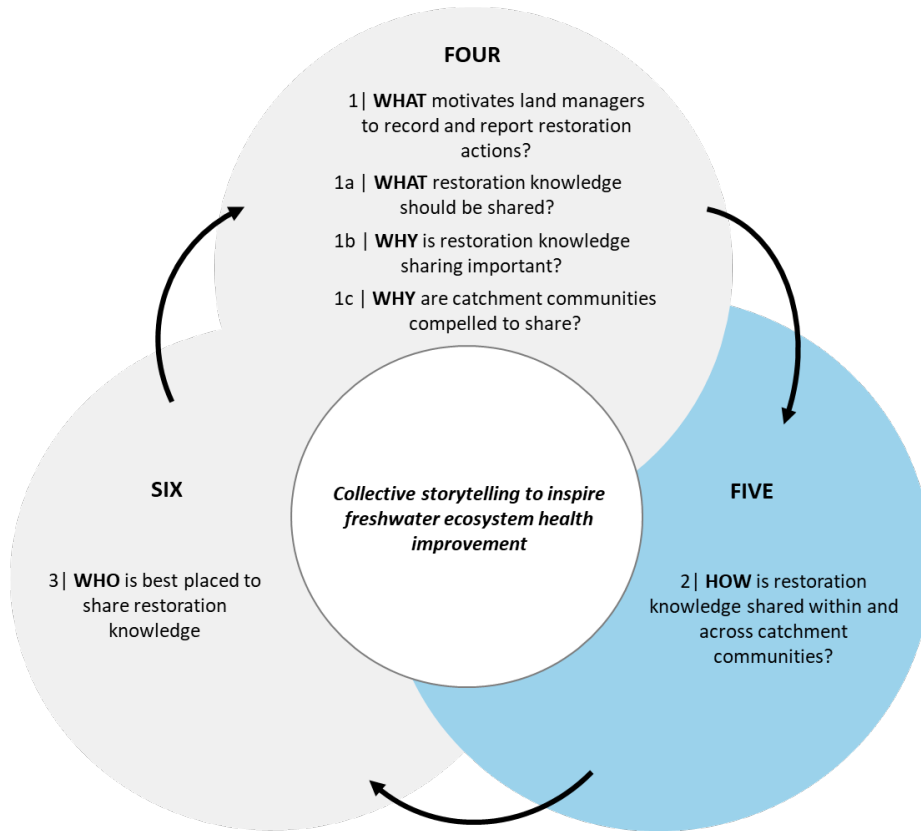 FOUR
1| WHAT motivates land managers
to record and report restoration
actions?
1a | WHAT restoration knowledge
should be shared?
1b | WHY is restoration knowledge
sharing important?
1c | WHY are catchment communities
compelled to share?
Collective storytelling to inspire
freshwater ecosystem health
improvement
FIVE
2| HOW is restoration
knowledge shared within and
across catchment
communities?
SIX
3| WHO is best placed to
share restoration
knowledge